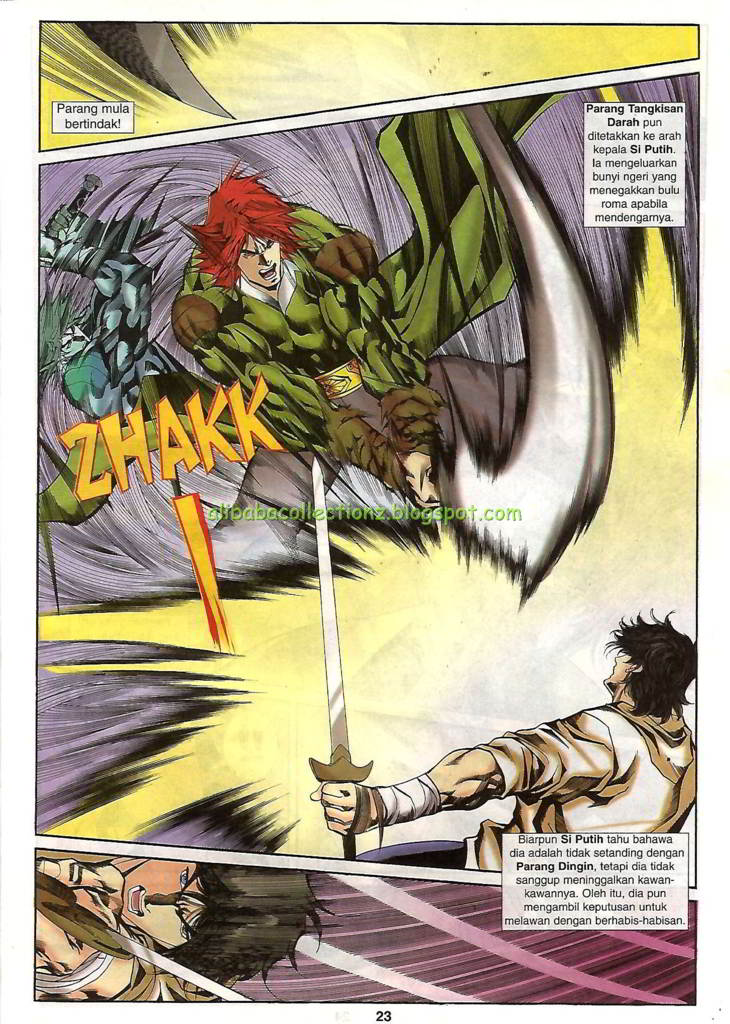 Parang mula
bertindak!
Parang Tangkisan
Darah pun
ditetakkan ke arah
kepala Si Putih.
Ia mengeluarkan
bunyi ngeri yang
menegakkan bulu
roma apabila
mendengarnya.
ZHAKK
!
alibabacollectionz.blogspot.com
Biarpun Si Putih tahu bahawa
dia adalah tidak setanding dengan
Parang Dingin, tetapi dia tidak
sanggup meninggalkan kawan-
kawannya. Oleh itu, dia pun
mengambil keputusan untuk
melawan dengan berhabis-habisan.
23